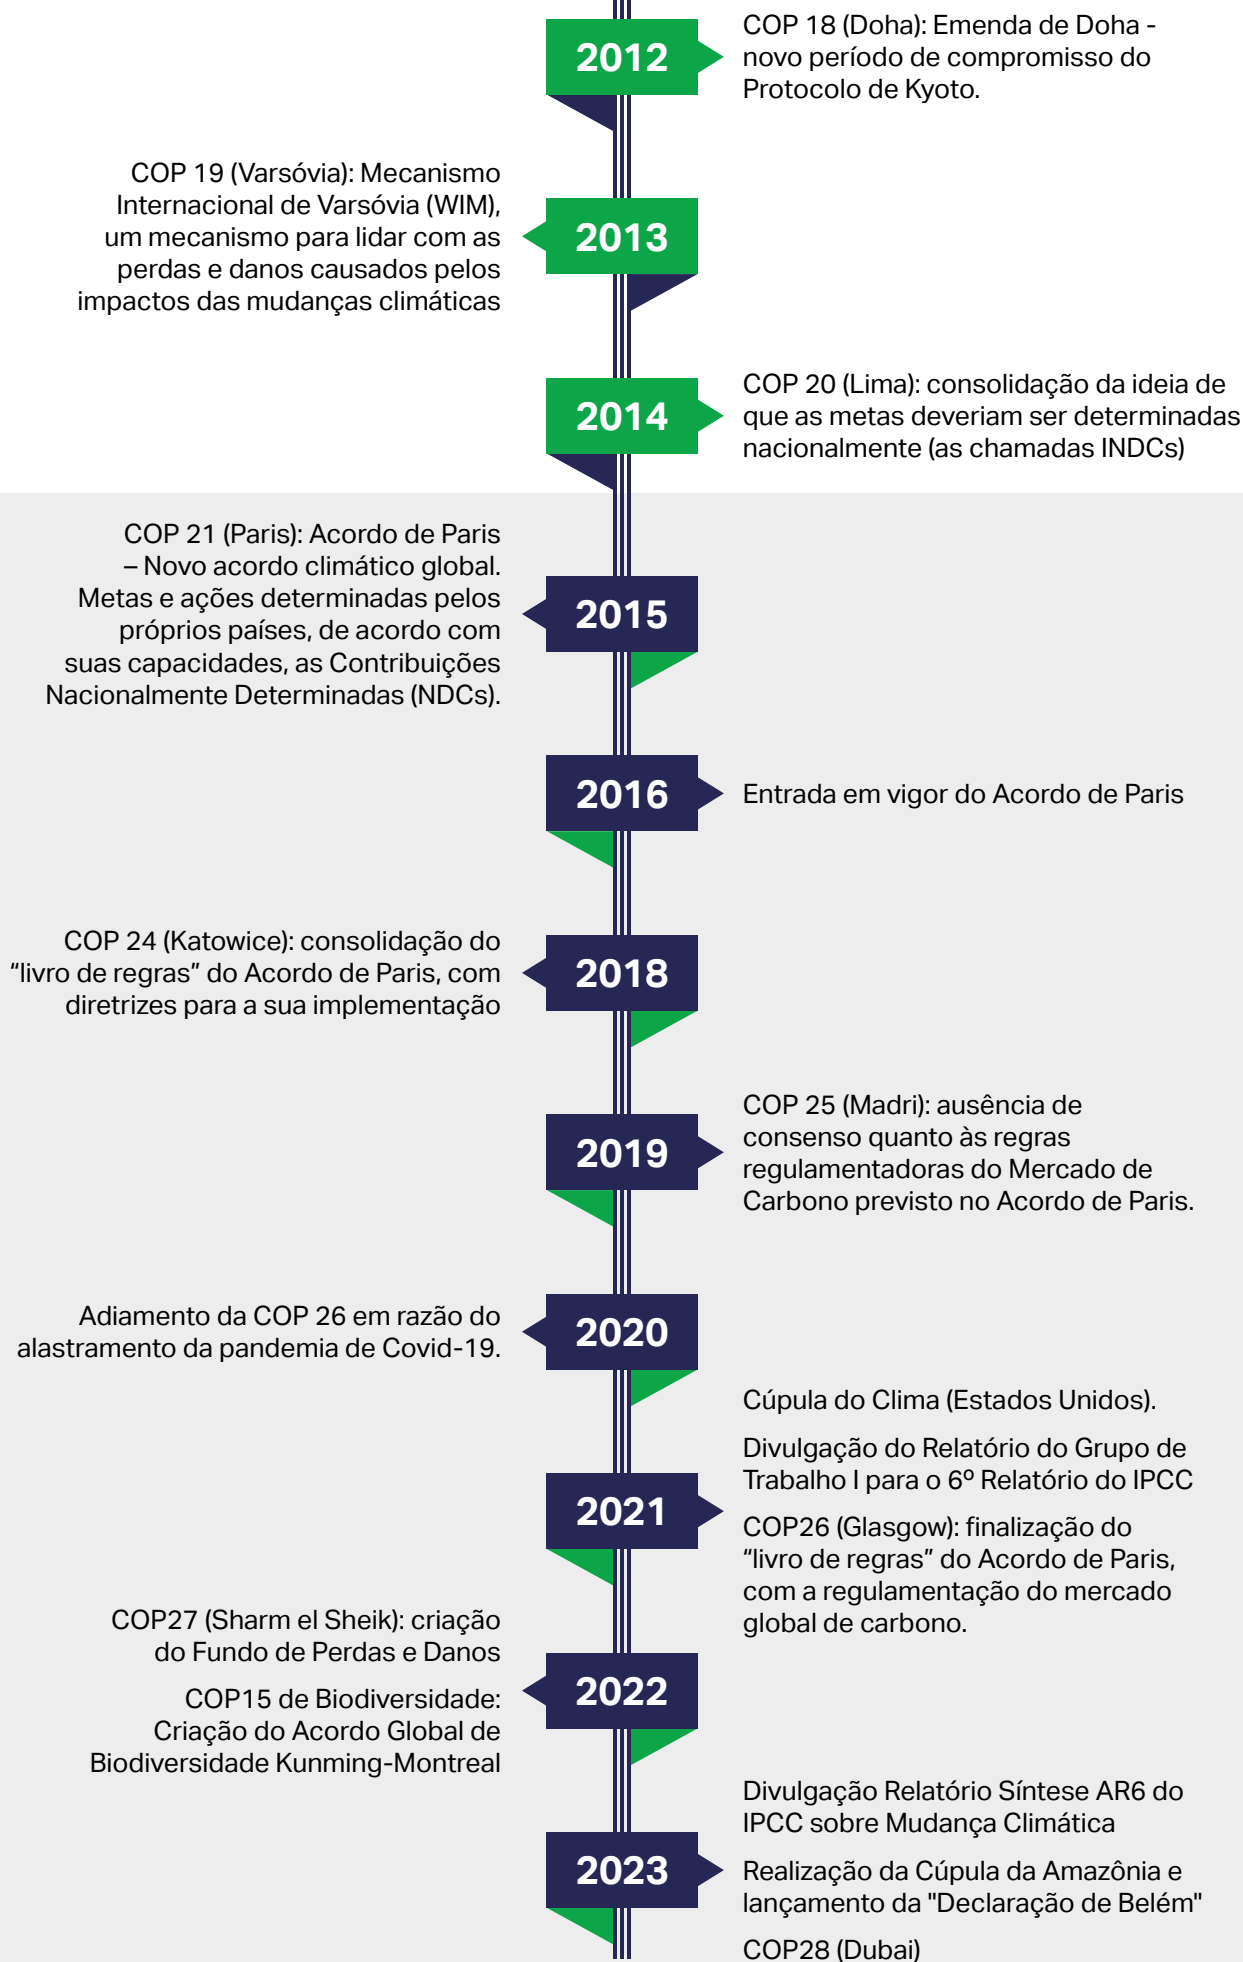 2012
COP 18 (Doha): Emenda de Doha -
novo período de compromisso do
Protocolo de Kyoto.
COP 19 (Varsóvia): Mecanismo
Internacional de Varsóvia (WIM),
um mecanismo para lidar com as
perdas e danos causados pelos
impactos das mudanças climáticas
2013
2014
COP 20 (Lima): consolidação da ideia de
que as metas deveriam ser determinadas
nacionalmente (as chamadas INDCs)
COP 21 (Paris): Acordo de Paris
– Novo acordo climático global.
Metas e ações determinadas pelos
próprios países, de acordo com
suas capacidades, as Contribuições
Nacionalmente Determinadas (NDCs).
2015
2016
Entrada em vigor do Acordo de Paris
COP 24 (Katowice): consolidação do
“livro de regras” do Acordo de Paris, com
diretrizes para a sua implementação
2018
2019
COP 25 (Madri): ausência de
consenso quanto às regras
regulamentadoras do Mercado de
Carbono previsto no Acordo de Paris.
Adiamento da COP 26 em razão do
alastramento da pandemia de Covid-19.
2020
2021
Cúpula do Clima (Estados Unidos).
Divulgação do Relatório do Grupo de
Trabalho I para o 6º Relatório do IPCC
COP26 (Glasgow): finalização do
“livro de regras” do Acordo de Paris,
com a regulamentação do mercado
global de carbono.
COP27 (Sharm el Sheik): criação
do Fundo de Perdas e Danos
COP15 de Biodiversidade:
Criação do Acordo Global de
Biodiversidade Kunming-Montreal
2022
2023
Divulgação Relatório Síntese AR6 do
IPCC sobre Mudança Climática
Realização da Cúpula da Amazônia e
lançamento da "Declaração de Belém"
COP28 (Dubai)